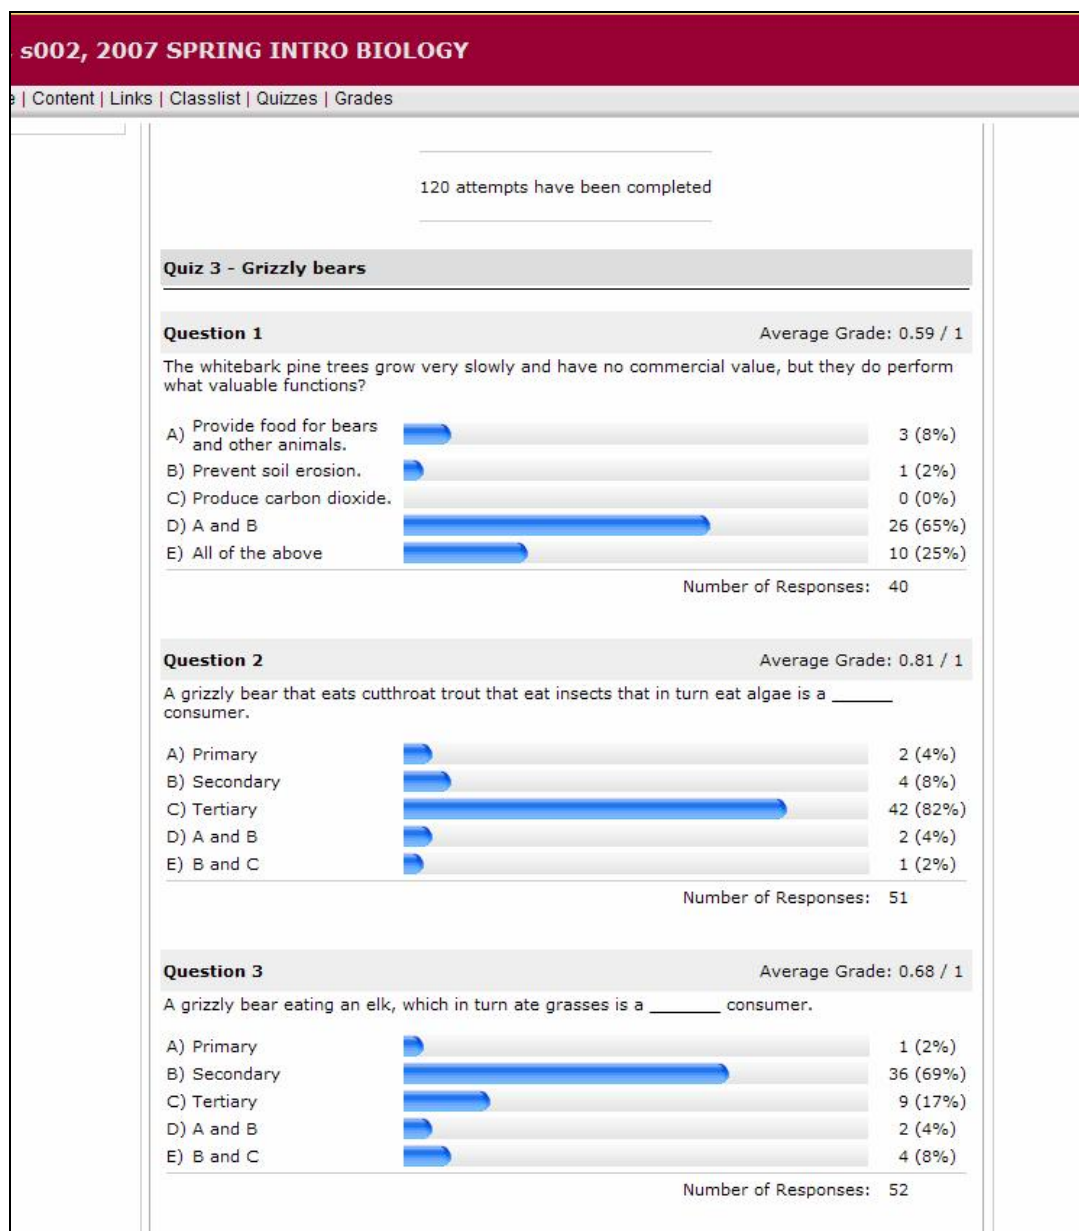 s002, 2007 SPRING INTRO BIOLOGY
| Content | Links | Classlist | Quizzes | Grades
120 attempts have been completed
Quiz 3 - Grizzly bears
Question 1 Average Grade: 0.59 / 1
The whitebark pine trees grow very slowly and have no commercial value, but they do perform
what valuable functions?
A) Provide food for bears
and other animals. 3 (8%)
B) Prevent soil erosion. 1 (2%)
C) Produce carbon dioxide. 0 (0%)
D) A and B 26 (65%)
E) All of the above 10 (25%)
Number of Responses: 40
Question 2 Average Grade: 0.81 / 1
A grizzly bear that eats cutthroat trout that eat insects that in turn eat algae is a ______
consumer.
A) Primary 2 (4%)
B) Secondary 4 (8%)
C) Tertiary 42 (82%)
D) A and B 2 (4%)
E) B and C 1 (2%)
Number of Responses: 51
Question 3 Average Grade: 0.68 / 1
A grizzly bear eating an elk, which in turn ate grasses is a _______ consumer.
A) Primary 1 (2%)
B) Secondary 36 (69%)
C) Tertiary 9 (17%)
D) A and B 2 (4%)
E) B and C 4 (8%)
Number of Responses: 52